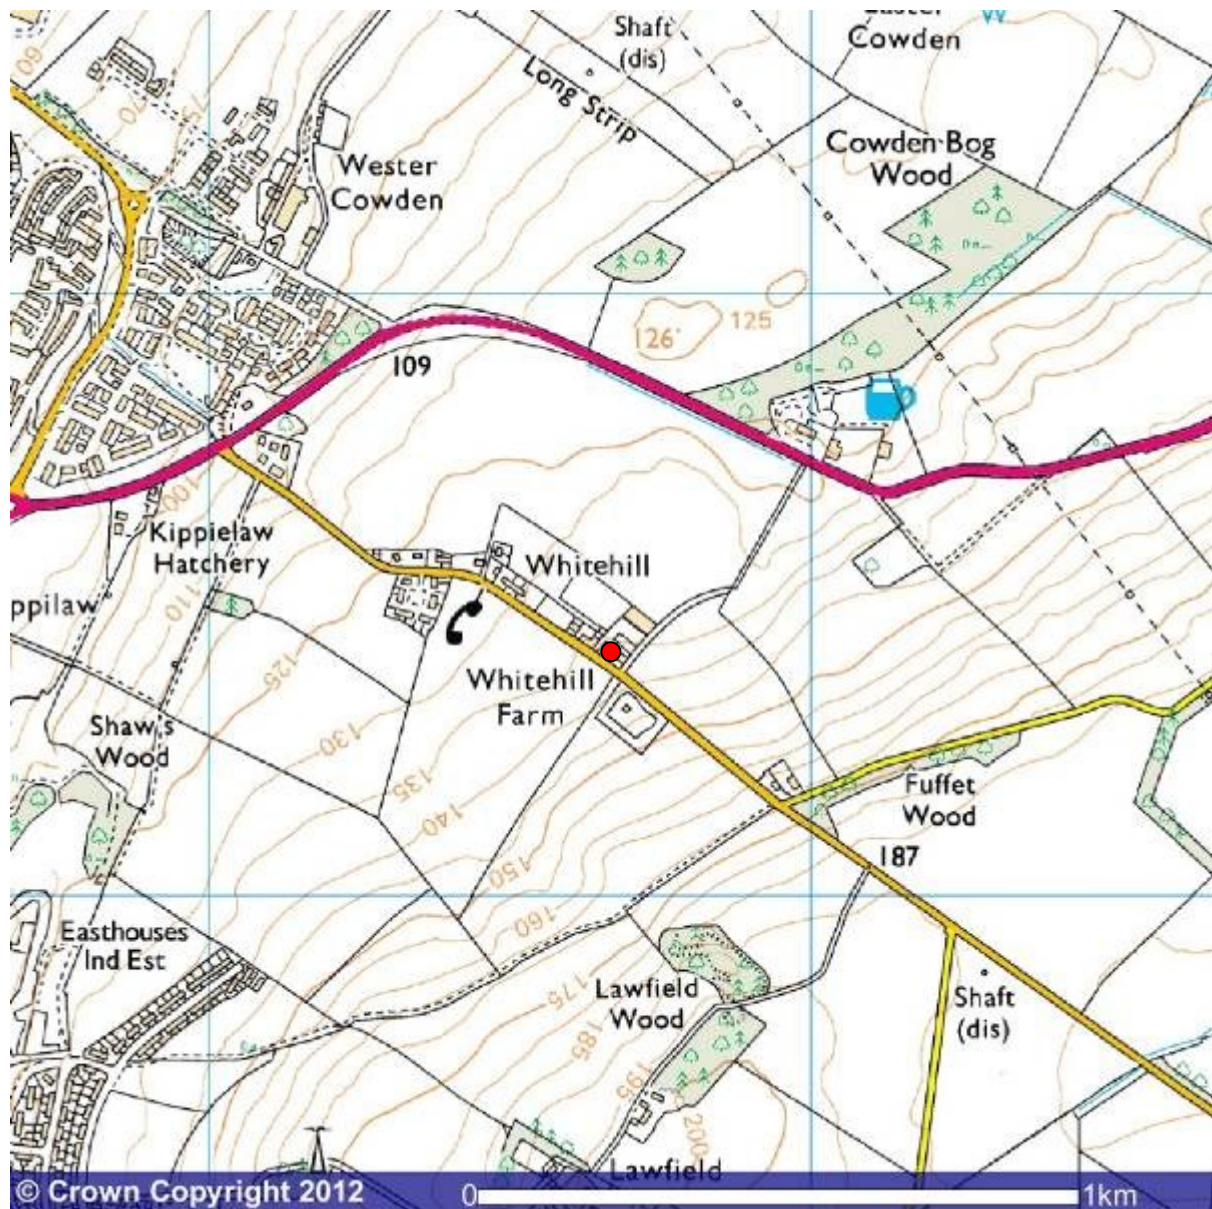 Shaft
(dis)
Cowden
Long Strip
60
70
75
Cowden Bog
Wood
Wester
Cowden
126
125
109
100
Kippielaw
Hatchery
Whitehill
110
ppilaw
125
Whitehill
Farm
Shaw's
Wood
130
135
140
Fuffet
Wood
187
150
160
Easthouses
Ind Est
175
Lawfield
Wood
Shaft
(dis)
185
195
200
Lawfield
© Crown Copyright 2012
0
1km